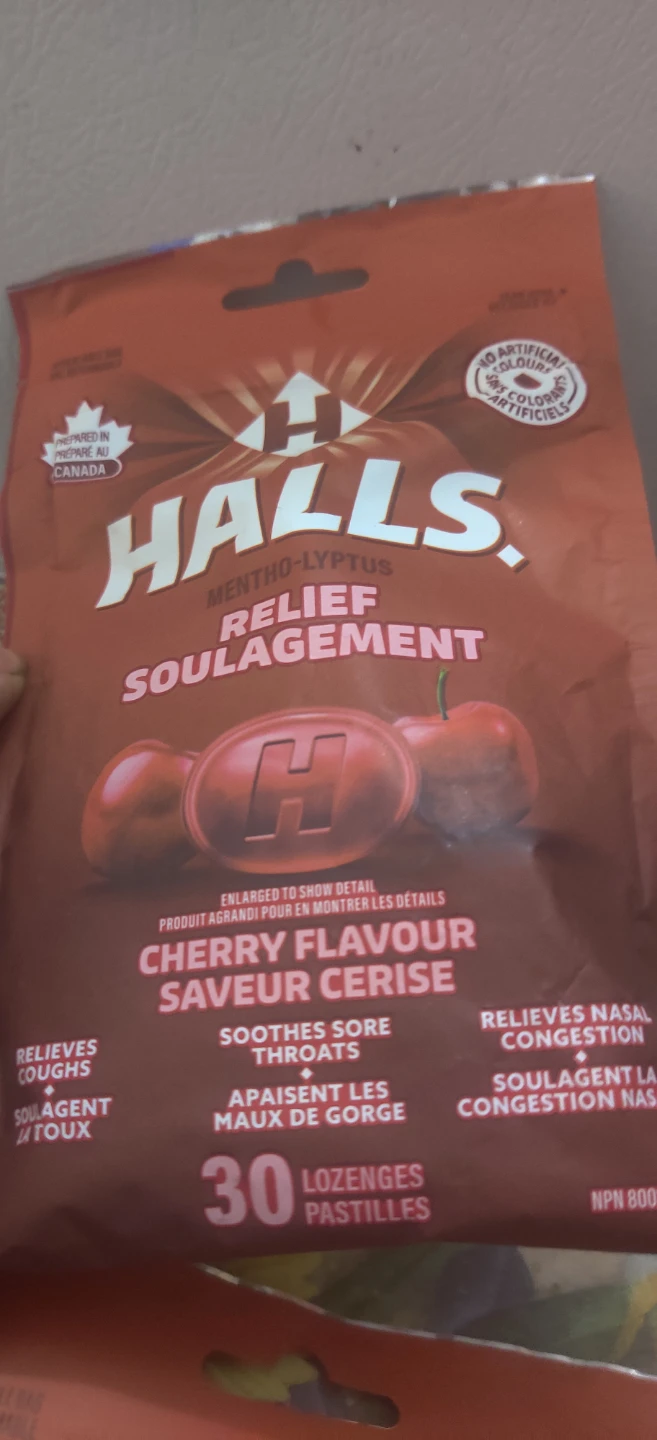 NO ARTIFICIAL
COLOURS
SANS COLORANTS
ARTIFICIELS
PREPARED IN
PRÉPARÉ AU
CANADA
H
HALLS.
MENTHO-LYPTUS
RELIEF
SOULAGEMENT
H
ENLARGED TO SHOW DETAIL
PRODUIT AGRANDI POUR EN MONTRER LES DÉTAILS
CHERRY FLAVOUR
SAVEUR CERISE
RELIEVES
COUGHS
SOULAGENT
LA TOUX
SOOTHES SORE
THROATS
APAISENT LES
MAUX DE GORGE
RELIEVES NASAL
CONGESTION
SOULAGENT LA
CONGESTION NAS
30 LOZENGES
PASTILLES
NPN 800